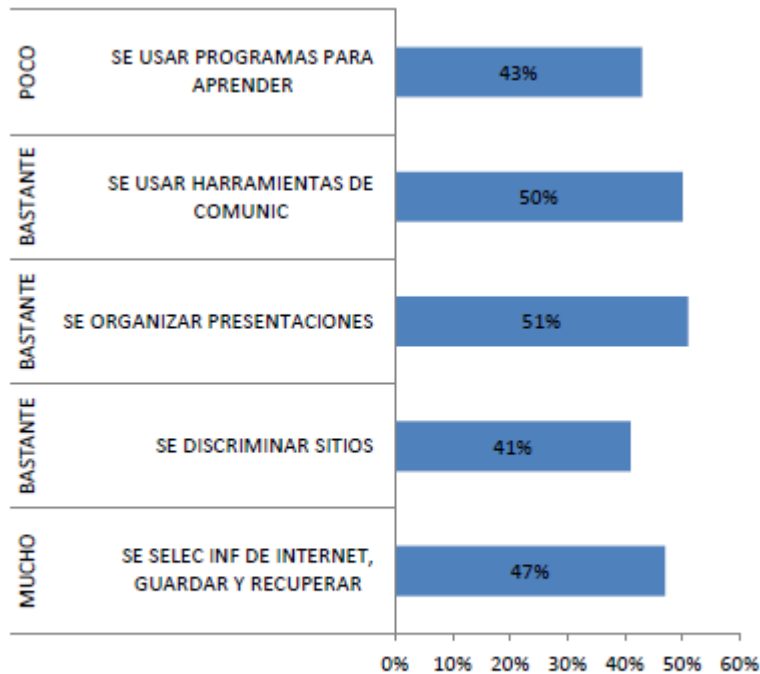 POCO
SE USAR PROGRAMAS PARA
APRENDER
43%
BASTANTE
SE USAR HARRAMIENTAS DE
COMUNIC
50%
BASTANTE
SE ORGANIZAR PRESENTACIONES
51%
BASTANTE
SE DISCRIMINAR SITIOS
41%
MUCHO
SE SELEC INF DE INTERNET,
GUARDAR Y RECUPERAR
47%
0% 10% 20% 30% 40% 50% 60%